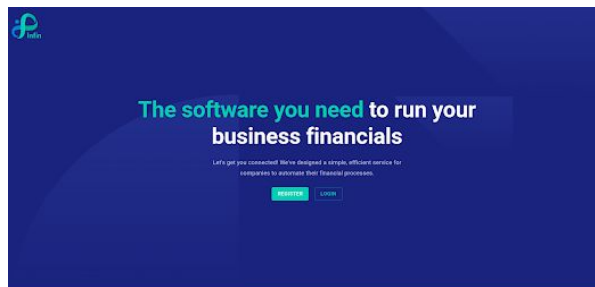 Infin
The software you need to run your
business financials
Let's get you connected! We've designed a simple, efficient service for
companies to automate their financial processes.
REGISTER LOGIN